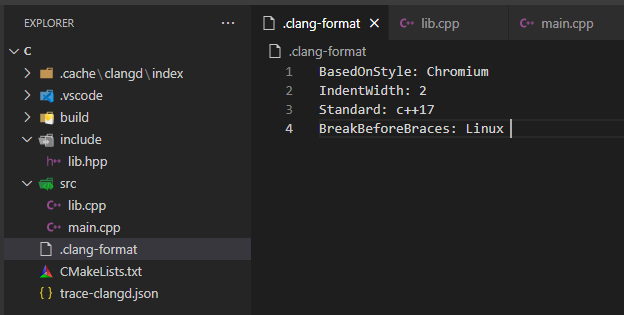 EXPLORER
···
C
.cache\clangd\index
.vscode
build
include
lib.hpp
src
lib.cpp
main.cpp
.clang-format
CMakeLists.txt
trace-clangd.json
.clang-format
lib.cpp
main.cpp
.clang-format
1 BasedOnStyle: Chromium
2 IndentWidth: 2
3 Standard: c++17
4 BreakBeforeBraces: Linux